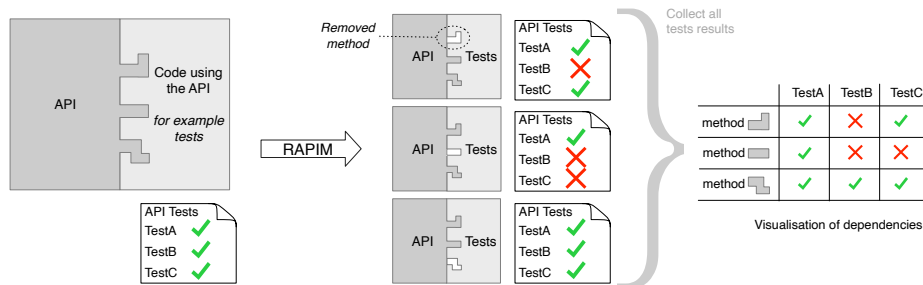 API
Code using
the API
for example
tests
API Tests
TestA
TestB
TestC
RAPIM
Removed
method
API
Tests
API Tests
TestA
TestB
TestC
API
Tests
API Tests
TestA
TestB
TestC
API
Tests
API Tests
TestA
TestB
TestC
Collect all
tests results
TestA TestB TestC
method
method
method
Visualisation of dependencies